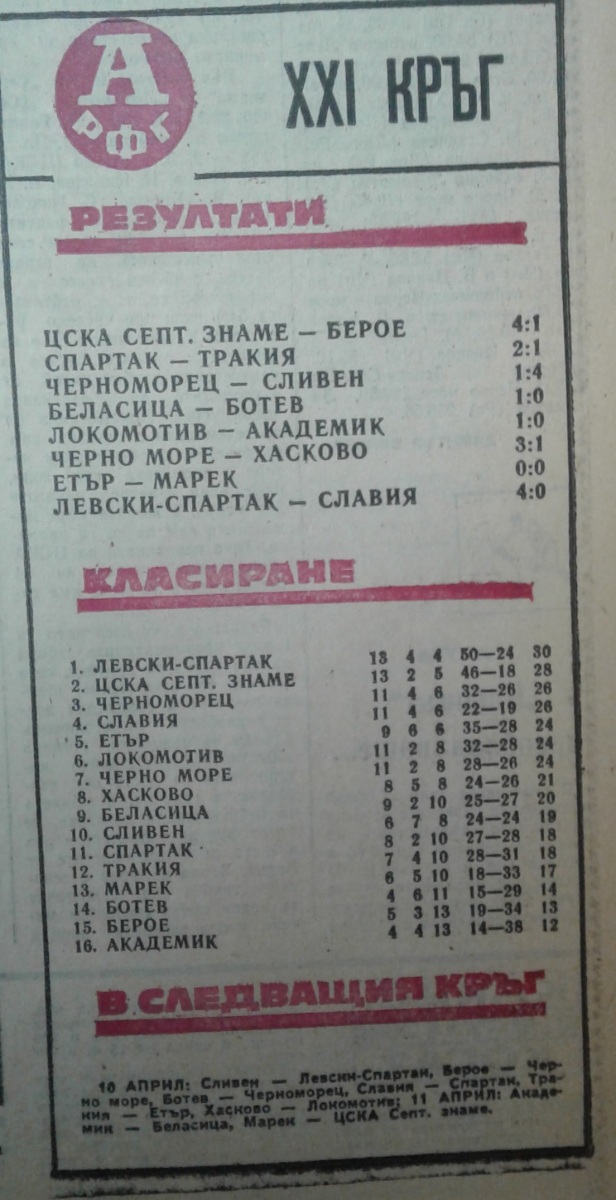 А
РФГ
XXI КРЪГ
РЕЗУЛТАТИ
ЦСКА СЕПТ. ЗНАМЕ — БЕРОЕ 4:1
СПАРТАК — ТРАКИЯ 2:1
ЧЕРНОМОРЕЦ — СЛИВЕН 1:4
БЕЛАСИЦА — БОТЕВ 1:0
ЛОКОМОТИВ — АКАДЕМИК 1:0
ЧЕРНО МОРЕ — ХАСКОВО 3:1
ЕТЪР — МАРЕК 0:0
ЛЕВСКИ-СПАРТАК — СЛАВИЯ 4:0
КЛАСИРАНЕ
1. ЛЕВСКИ-СПАРТАК 13 4 4 50—24 30
2. ЦСКА СЕПТ. ЗНАМЕ 13 2 5 46—18 28
3. ЧЕРНОМОРЕЦ 11 4 6 32—26 26
4. СЛАВИЯ 11 4 6 22—19 26
5. ЕТЪР 9 6 6 35—28 24
6. ЛОКОМОТИВ 11 2 8 32—28 24
7. ЧЕРНО МОРЕ 11 2 8 28—26 24
8. ХАСКОВО 8 5 8 24—26 21
9. БЕЛАСИЦА 9 2 10 25—27 20
10. СЛИВЕН 6 7 8 24—24 19
11. СПАРТАК 8 2 10 27—28 18
12. ТРАКИЯ 7 4 10 28—31 18
13. МАРЕК 6 5 10 18—33 17
14. БОТЕВ 4 6 11 15—29 14
15. БЕРОЕ 5 3 13 19—34 13
16. АКАДЕМИК 4 4 13 14—38 12
В СЛЕДВАЩИЯ КРЪГ
10 АПРИЛ: Сливен — Левски-Спартак, Берое — Чер-
но море, Ботев — Черноморец, Славия — Спартак, Тра-
кия — Етър, Хасково — Локомотив; 11 АПРИЛ: Акаде-
мик — Беласица, Марек — ЦСКА Септ. знаме.